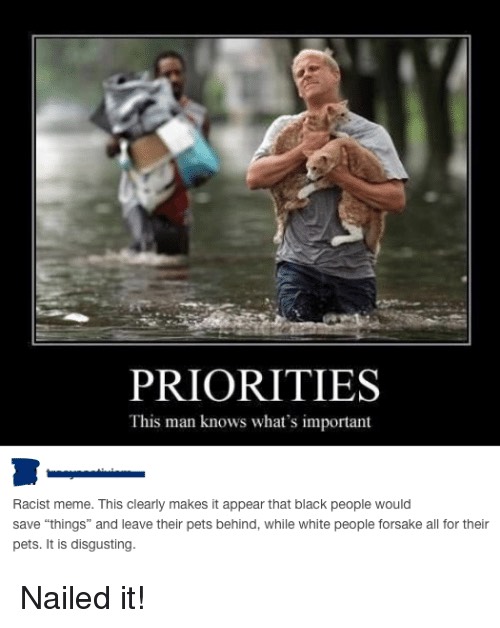 PRIORITIES
This man knows what's important
Racist meme. This clearly makes it appear that black people would
save "things" and leave their pets behind, while white people forsake all for their
pets. It is disgusting.
Nailed it!